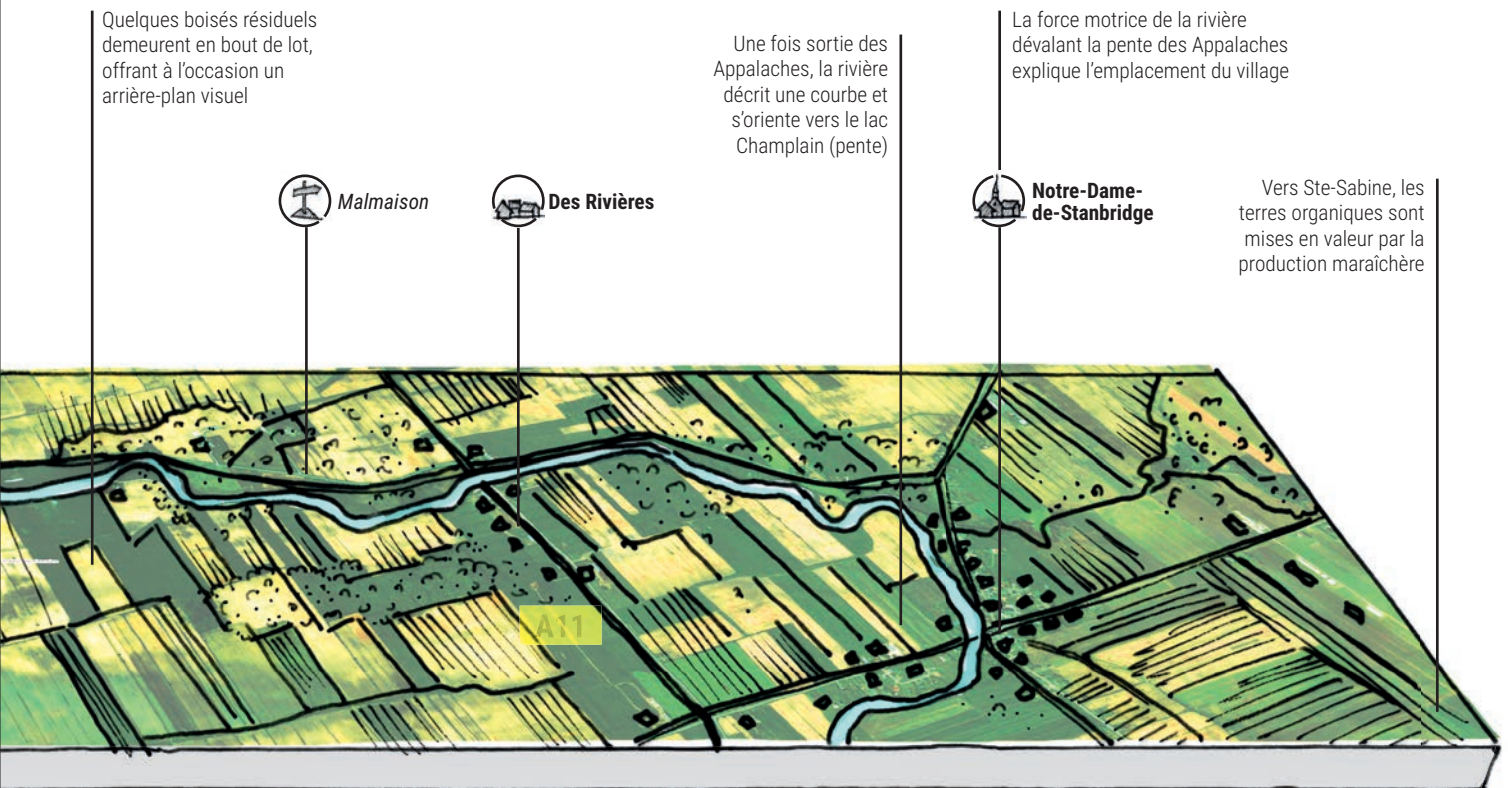 Quelques boisés résiduels
demeurent en bout de lot,
offrant à l'occasion un
arrière-plan visuel
Une fois sortie des
Appalaches, la rivière
décrit une courbe et
s'oriente vers le lac
Champlain (pente)
La force motrice de la rivière
dévalant la pente des Appalaches
explique l'emplacement du village
Malmaison
Des Rivières
Notre-Dame-
de-Stanbridge
Vers Ste-Sabine, les
terres organiques sont
mises en valeur par la
production maraîchère
A11